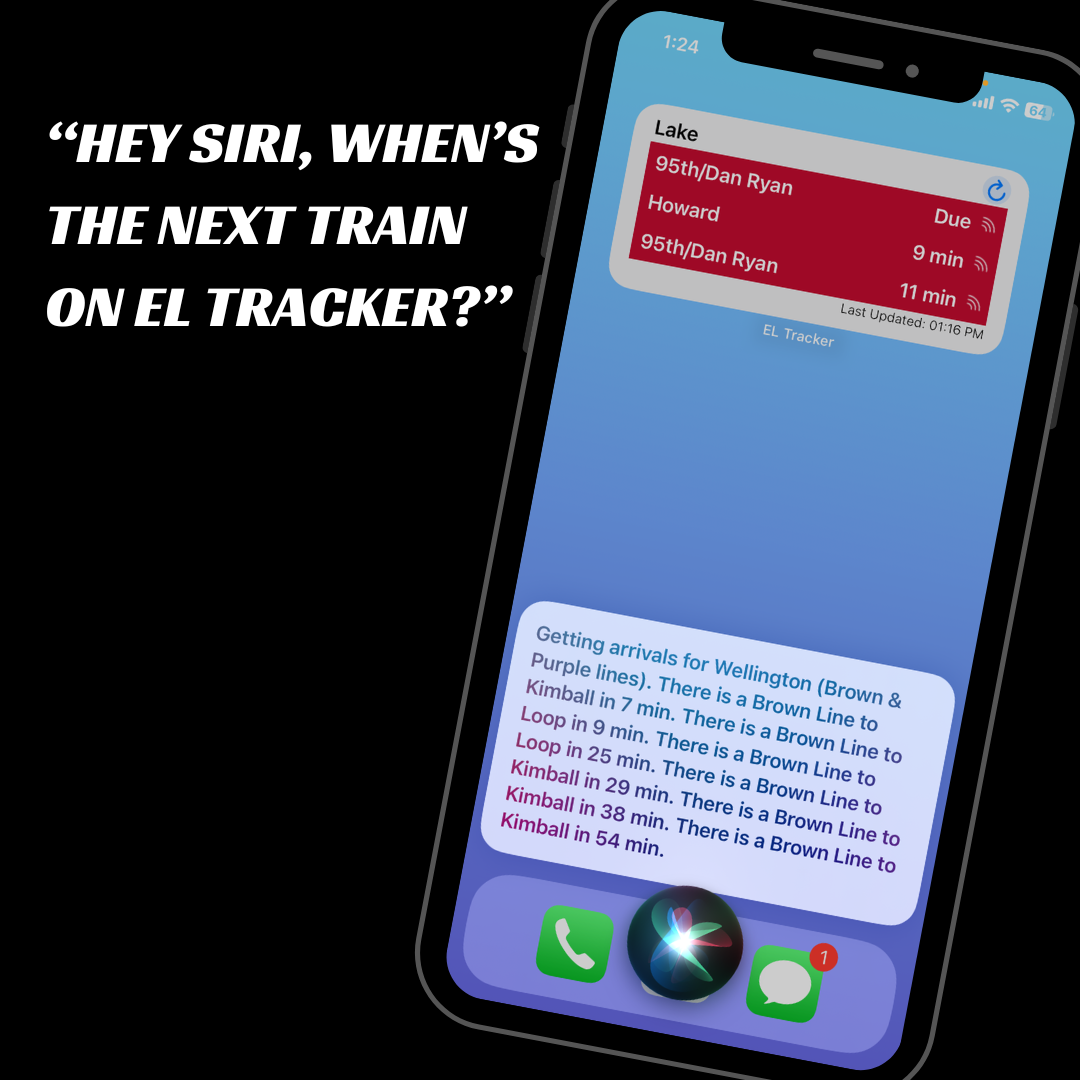 “HEY SIRI, WHEN’S
THE NEXT TRAIN
ON EL TRACKER?”
1:24
64
Lake
95th/Dan Ryan Due
Howard 9 min
95th/Dan Ryan 11 min
Last Updated: 01:16 PM
EL Tracker
Getting arrivals for Wellington (Brown &
Purple lines). There is a Brown Line to
Kimball in 7 min. There is a Brown Line to
Loop in 9 min. There is a Brown Line to
Loop in 25 min. There is a Brown Line to
Kimball in 29 min. There is a Brown Line to
Kimball in 38 min. There is a Brown Line to
Kimball in 54 min.
1